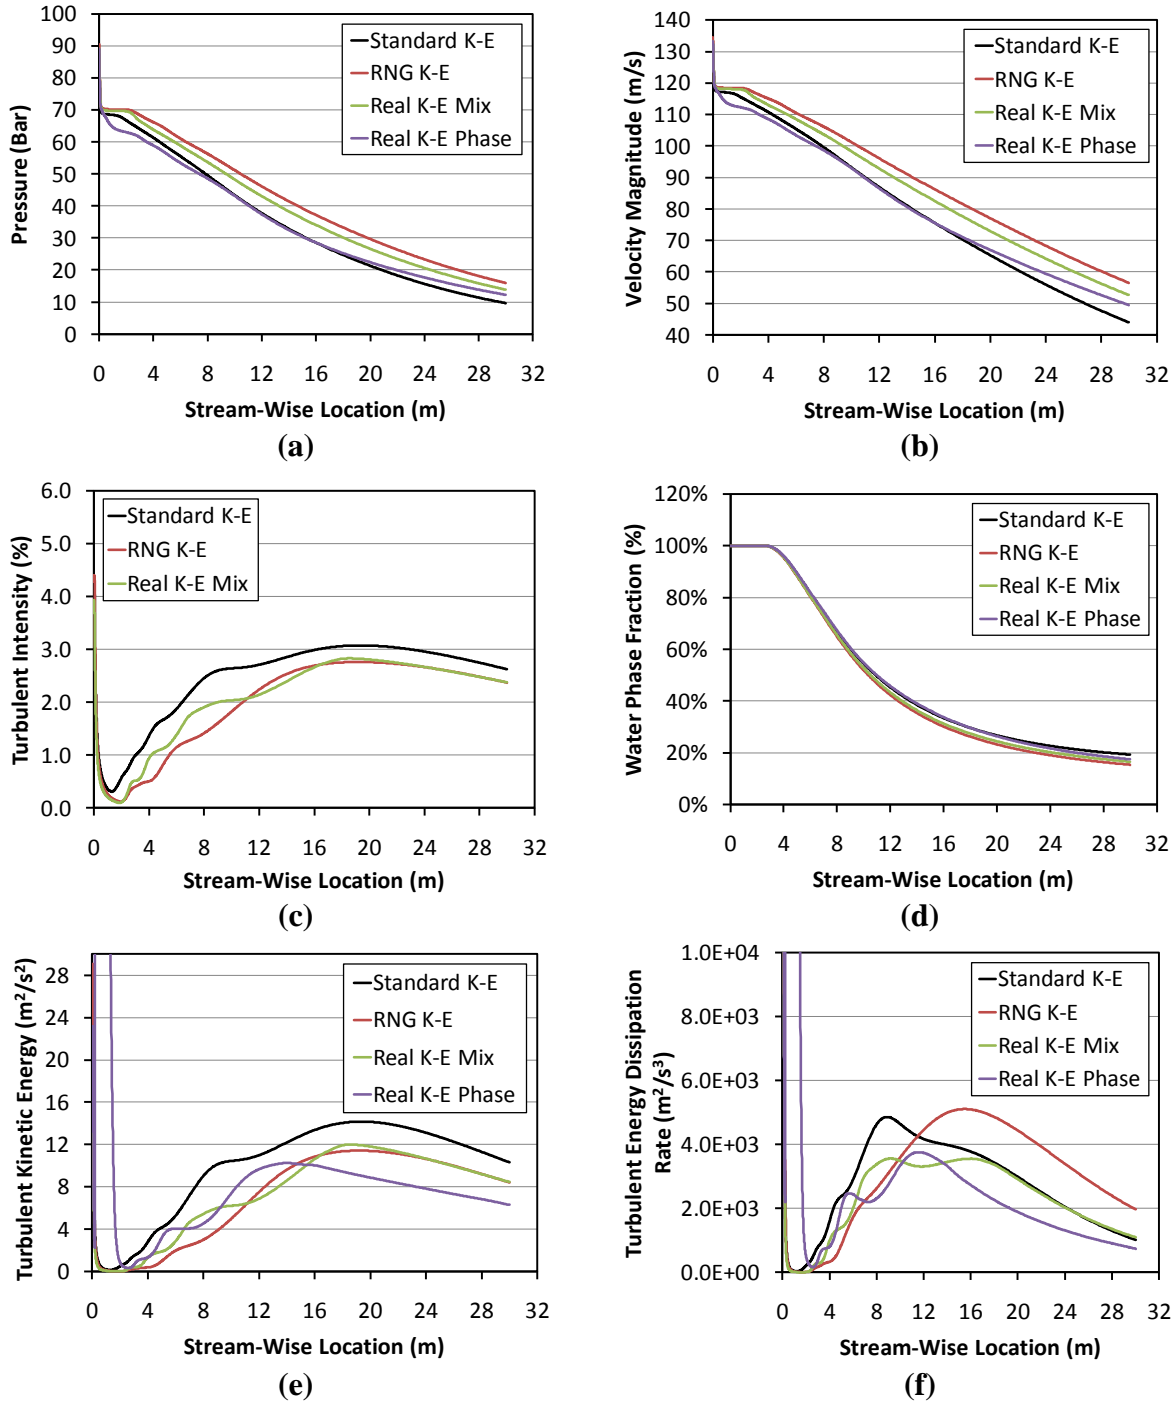 100
90
80
70
60
50
40
30
20
10
0
Pressure (Bar)
Standard K-E
RNG K-E
Real K-E Mix
Real K-E Phase
0 4 8 12 16 20 24 28 32
Stream-Wise Location (m)
(a)
140
130
120
110
100
90
80
70
60
50
40
Velocity Magnitude (m/s)
Standard K-E
RNG K-E
Real K-E Mix
Real K-E Phase
0 4 8 12 16 20 24 28 32
Stream-Wise Location (m)
(b)
6.0
5.0
4.0
3.0
2.0
1.0
0.0
Turbulent Intensity (%)
Standard K-E
RNG K-E
Real K-E Mix
0 4 8 12 16 20 24 28 32
Stream-Wise Location (m)
(c)
120%
100%
80%
60%
40%
20%
0%
Water Phase Fraction (%)
Standard K-E
RNG K-E
Real K-E Mix
Real K-E Phase
0 4 8 12 16 20 24 28 32
Stream-Wise Location (m)
(d)
28
24
20
16
12
8
4
0
Turbulent Kinetic Energy (m²/s²)
Standard K-E
RNG K-E
Real K-E Mix
Real K-E Phase
0 4 8 12 16 20 24 28 32
Stream-Wise Location (m)
(e)
1.0E+04
8.0E+03
6.0E+03
4.0E+03
2.0E+03
0.0E+00
Turbulent Energy Dissipation
Rate (m²/s³)
Standard K-E
RNG K-E
Real K-E Mix
Real K-E Phase
0 4 8 12 16 20 24 28 32
Stream-Wise Location (m)
(f)